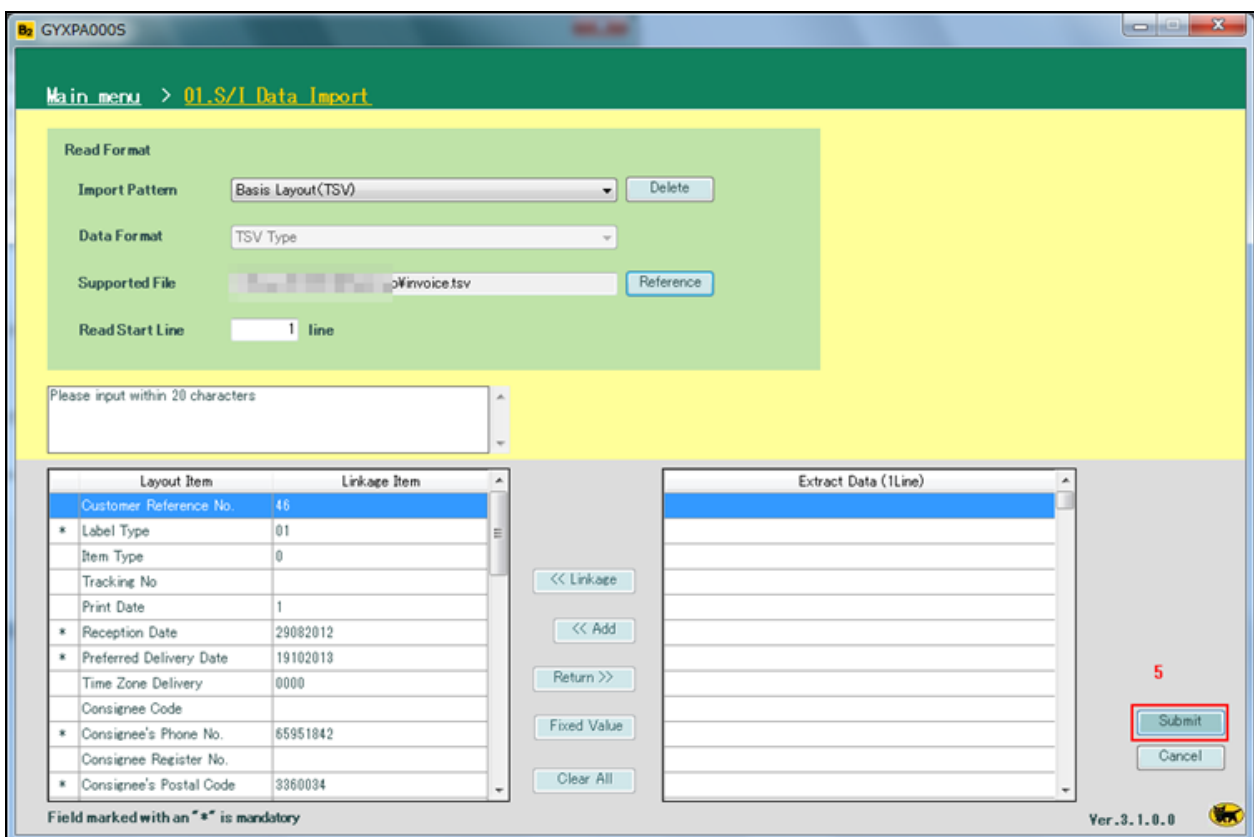 B2 GYXPA000S
Main menu > 01.S/I Data Import
Read Format
Import Pattern Basis Layout(TSV) Delete
Data Format TSV Type
Supported File o¥invoice.tsv Reference
Read Start Line 1 line
Please input within 20 characters
Layout Item Linkage Item
Customer Reference No. 46
* Label Type 01
Item Type 0
Tracking No
Print Date 1
* Reception Date 29082012
* Preferred Delivery Date 19102013
Time Zone Delivery 0000
Consignee Code
* Consignee's Phone No. 65951842
Consignee Register No.
* Consignee's Postal Code 3360034
<< Linkage
<< Add
Return >>
Fixed Value
Clear All
Extract Data (1Line)
5
Submit
Cancel
Field marked with an "*" is mandatory
Ver.3.1.0.0